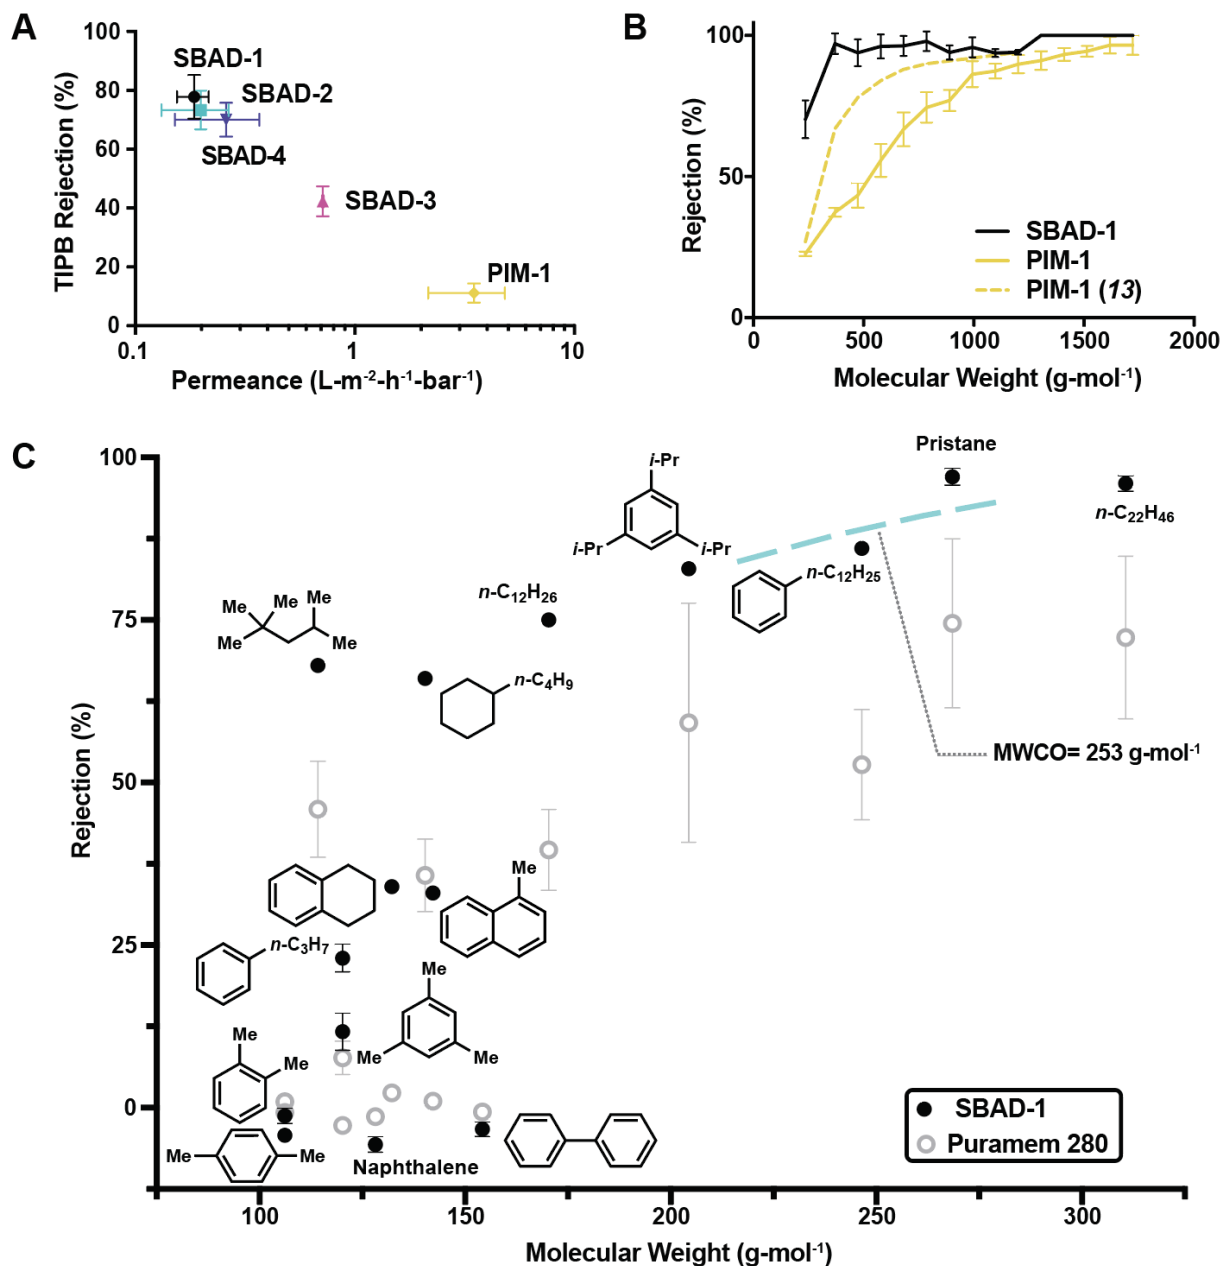 A
TIPB Rejection (%)
100
80
60
40
20
0
0.1
1
10
Permeance (L-m⁻²-h⁻¹-bar⁻¹)
SBAD-1
SBAD-2
SBAD-4
SBAD-3
PIM-1
B
Rejection (%)
100
50
0
0
500
1000
1500
2000
Molecular Weight (g-mol⁻¹)
SBAD-1
PIM-1
PIM-1 (13)
C
Rejection (%)
100
75
50
25
0
100
150
200
250
300
Molecular Weight (g-mol⁻¹)
Pristane
n-C₂₂H₄₆
i-Pr
i-Pr
i-Pr
n-C₁₂H₂₅
n-C₁₂H₂₆
Me
Me
Me
Me
Me
n-C₄H₉
MWCO= 253 g-mol⁻¹
Me
n-C₃H₇
Me
Me
Me
Me
Me
Me
Me
Naphthalene
SBAD-1
Puramem 280